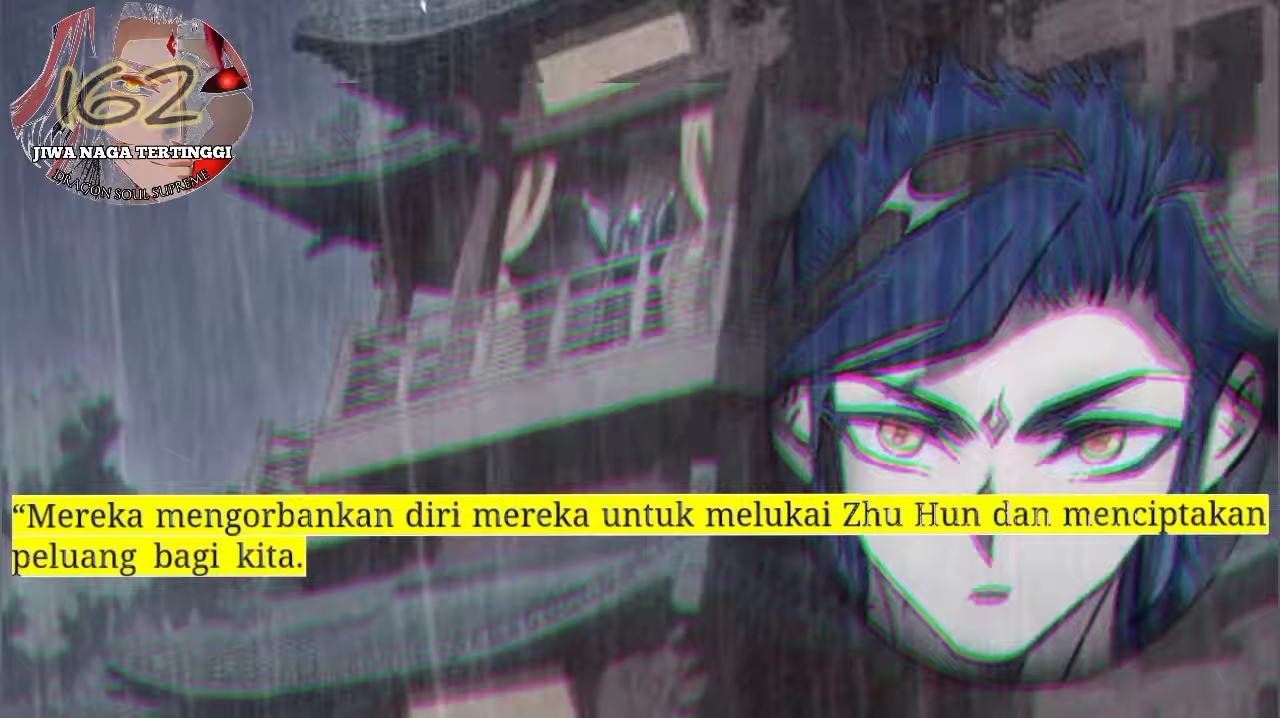 162
JIWA NAGA TERTINGGI
DRAGON SOUL SUPREME
“Mereka mengorbankan diri mereka untuk melukai Zhu Hun dan menciptakan
peluang bagi kita.